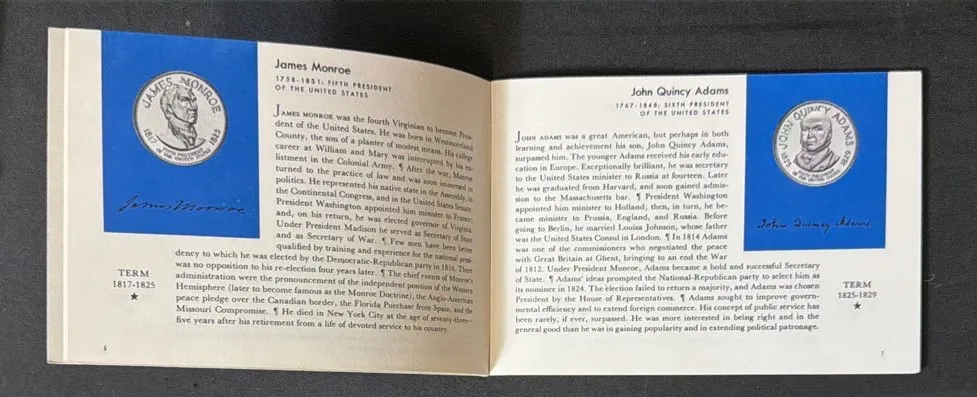 JAMES MONROE
1817 1825
FIFTH PRESIDENT
OF THE UNITED STATES
James Monroe
James Monroe
1758-1831: FIFTH PRESIDENT
OF THE UNITED STATES
JAMES MONROE was the fourth Virginian to become Presi-
dent of the United States. He was born in Westmoreland
County, the son of a planter of modest means. His college
career at William and Mary was interrupted by his en-
listment in the Colonial Army. ¶ After the war, Monroe
turned to the practice of law and was soon immersed in
politics. He represented his native state in the Assembly, in
the Continental Congress, and in the United States Senate.
President Washington appointed him minister to France;
and, on his return, he was elected governor of Virginia.
Under President Madison he served as Secretary of State
and as Secretary of War. ¶ Few men have been better
qualified by training and experience for the national presi-
dency to which he was elected by the Democratic-Republican party in 1816. There
was no opposition to his re-election four years later. ¶ The chief events of Monroe's
administration were the pronouncement of the independent position of the Western
Hemisphere (later to become famous as the Monroe Doctrine), the Anglo-American
peace pledge over the Canadian border, the Florida Purchase from Spain, and the
Missouri Compromise. ¶ He died in New York City at the age of seventy-three—
five years after his retirement from a life of devoted service to his country.
TERM
1817-1825
★
John Quincy Adams
1767-1848: SIXTH PRESIDENT
OF THE UNITED STATES
JOHN ADAMS was a great American, but perhaps in both
learning and achievement his son, John Quincy Adams,
surpassed him. The younger Adams received his early edu-
cation in Europe. Exceptionally brilliant, he was secretary
to the United States minister to Russia at fourteen. Later
he was graduated from Harvard, and soon gained admis-
sion to the Massachusetts bar. ¶ President Washington
appointed him minister to Holland; then, in turn, he be-
came minister to Prussia, England, and Russia. Before
going to Berlin, he married Louisa Johnson, whose father
was the United States Consul in London. ¶ In 1814 Adams
was one of the commissioners who negotiated the peace
with Great Britain at Ghent, bringing to an end the War
of 1812. Under President Monroe, Adams became a bold and successful Secretary
of State. ¶ Adams' ideas prompted the National Republican party to select him as
its nominee in 1824. The election failed to return a majority, and Adams was chosen
President by the House of Representatives. ¶ Adams sought to improve govern-
mental efficiency and to extend foreign commerce. His concept of public service has
been rarely, if ever, surpassed. He was more interested in being right and in the
general good than he was in gaining popularity and in extending political patronage.
JOHN QUINCY ADAMS
1825 1829
SIXTH PRESIDENT
OF THE UNITED STATES
John Quincy Adams
TERM
1825-1829
★